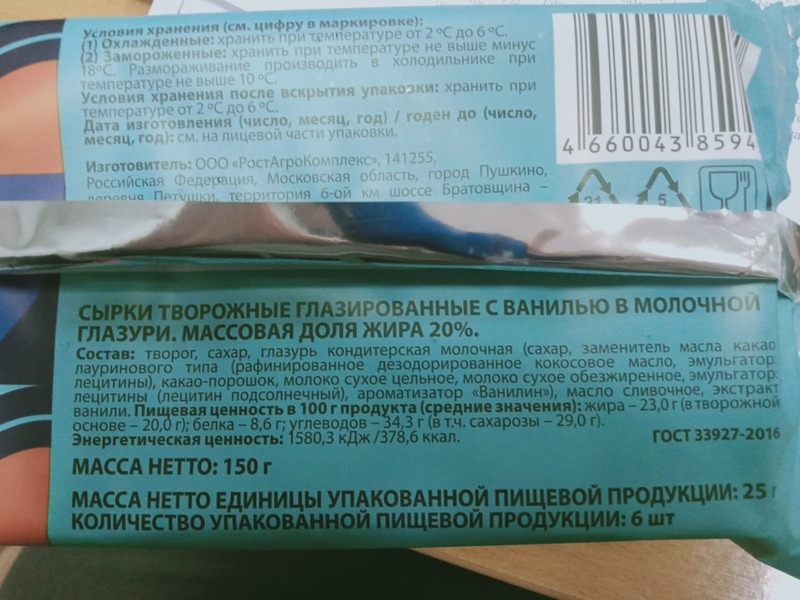 Условия хранения (см. цифру в маркировке):
(1) Охлажденные: хранить при температуре от 2 ºС до 6 ºС.
(2) Замороженные: хранить при температуре не выше минус
18ºС. Размораживание производить в холодильнике при
температуре не выше 10 ºС.
Условия хранения после вскрытия упаковки: хранить при
температуре от 2 ºС до 6 ºС.
Дата изготовления (число, месяц, год) / годен до (число,
месяц, год): см. на лицевой части упаковки.
4 660043 8594
Изготовитель: ООО «РостАгроКомплекс», 141255,
Российская Федерация, Московская область, город Пушкино,
деревня Петушки, территория 6-ой км шоссе Братовщина –
21
5
СЫРКИ ТВОРОЖНЫЕ ГЛАЗИРОВАННЫЕ С ВАНИЛЬЮ В МОЛОЧНОЙ
ГЛАЗУРИ. МАССОВАЯ ДОЛЯ ЖИРА 20%.
Состав: творог, сахар, глазурь кондитерская молочная (сахар, заменитель масла какао
лауринового типа (рафинированное дезодорированное кокосовое масло, эмульгатор:
лецитины), какао-порошок, молоко сухое цельное, молоко сухое обезжиренное, эмульгатор:
лецитины (лецитин подсолнечный), ароматизатор «Ванилин»), масло сливочное, экстракт
ванили. Пищевая ценность в 100 г продукта (средние значения): жира – 23,0 г (в творожной
основе – 20,0 г); белка – 8,6 г; углеводов – 34,3 г (в т.ч. сахарозы – 29,0 г).
Энергетическая ценность: 1580,3 кДж /378,6 ккал.
ГОСТ 33927-2016
МАССА НЕТТО: 150 г
МАССА НЕТТО ЕДИНИЦЫ УПАКОВАННОЙ ПИЩЕВОЙ ПРОДУКЦИИ: 25 г
КОЛИЧЕСТВО УПАКОВАННОЙ ПИЩЕВОЙ ПРОДУКЦИИ: 6 шт